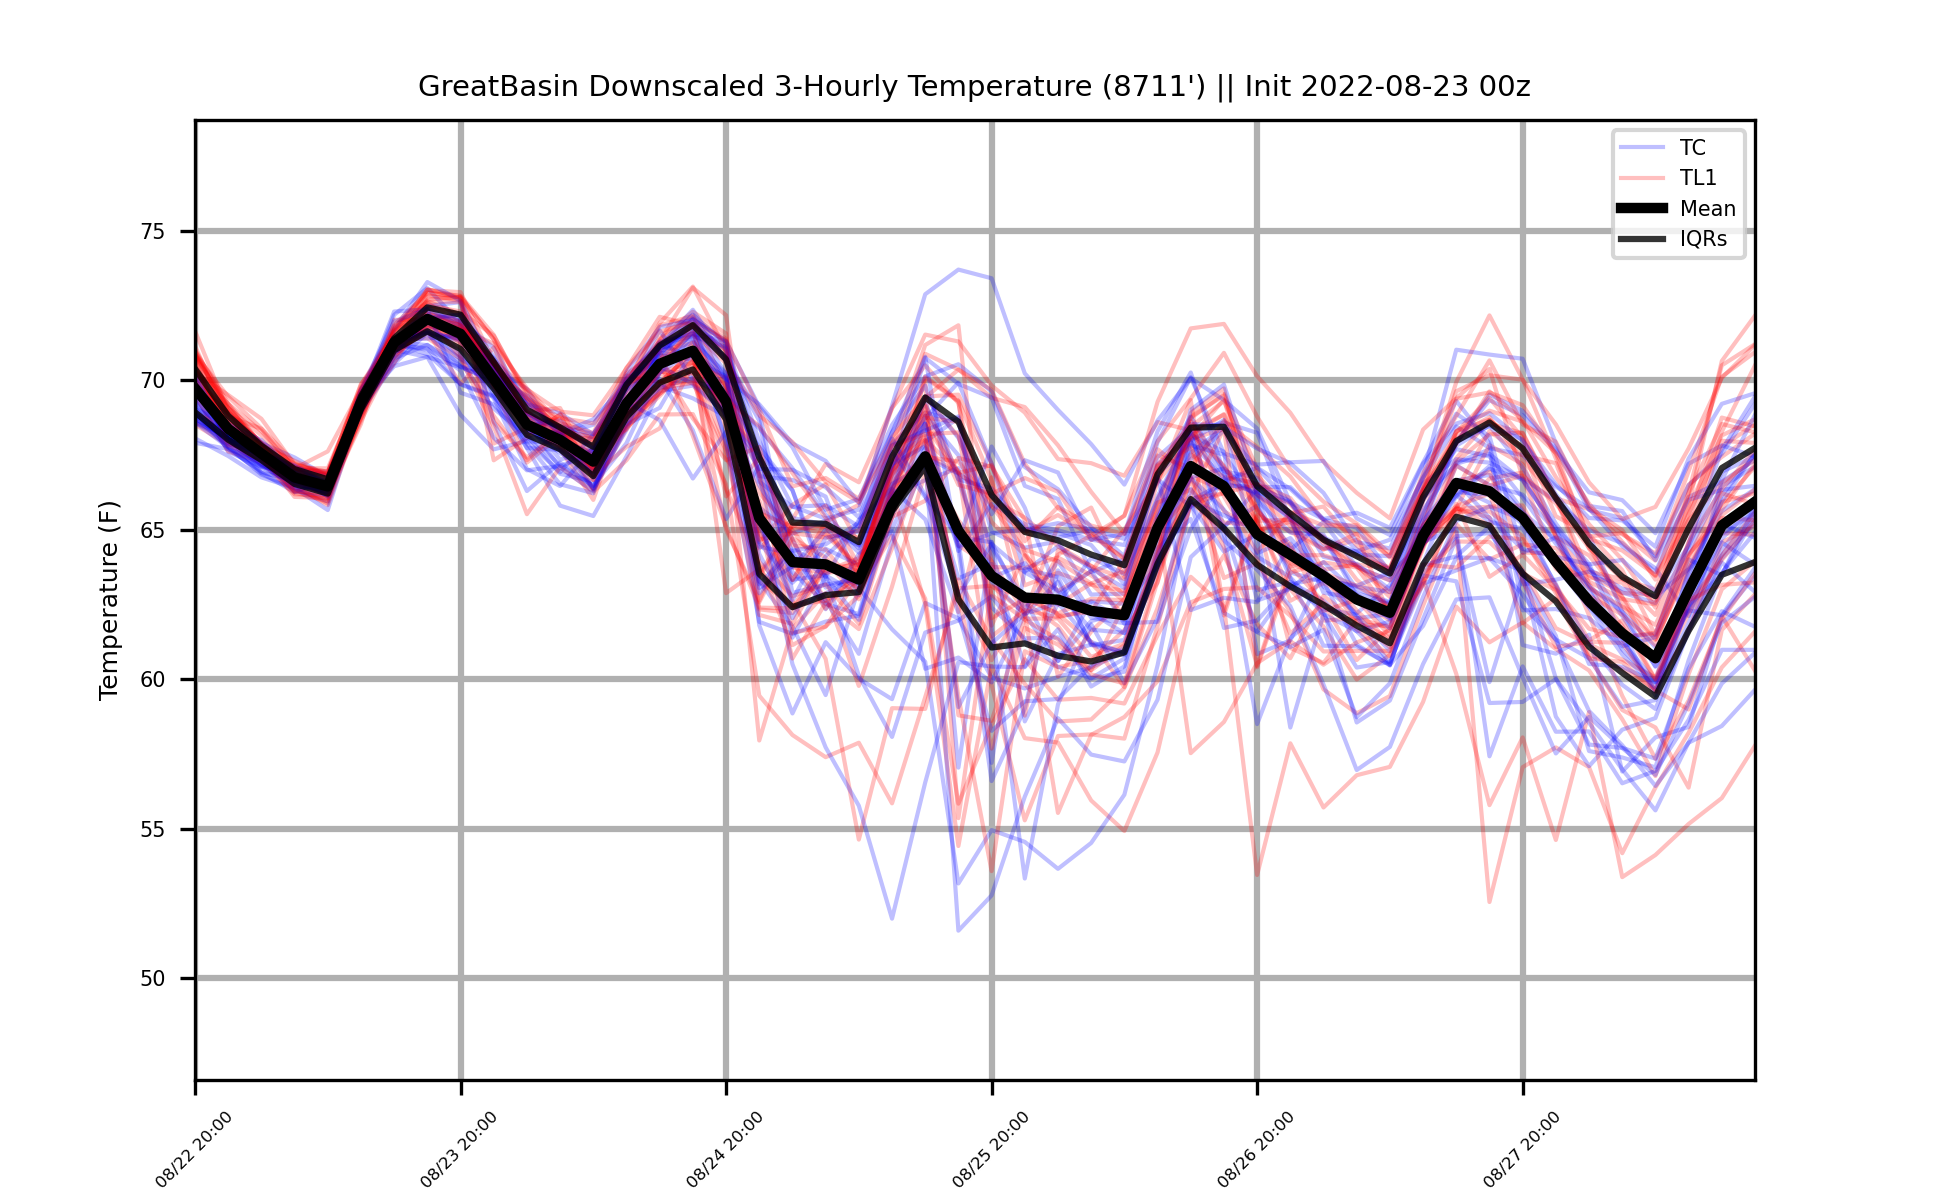 GreatBasin Downscaled 3-Hourly Temperature (8711') || Init 2022-08-23 00z
TC
TL1
Mean
IQRs
Temperature (F)
75
70
65
60
55
50
08/22 20:00
08/23 20:00
08/24 20:00
08/25 20:00
08/26 20:00
08/27 20:00